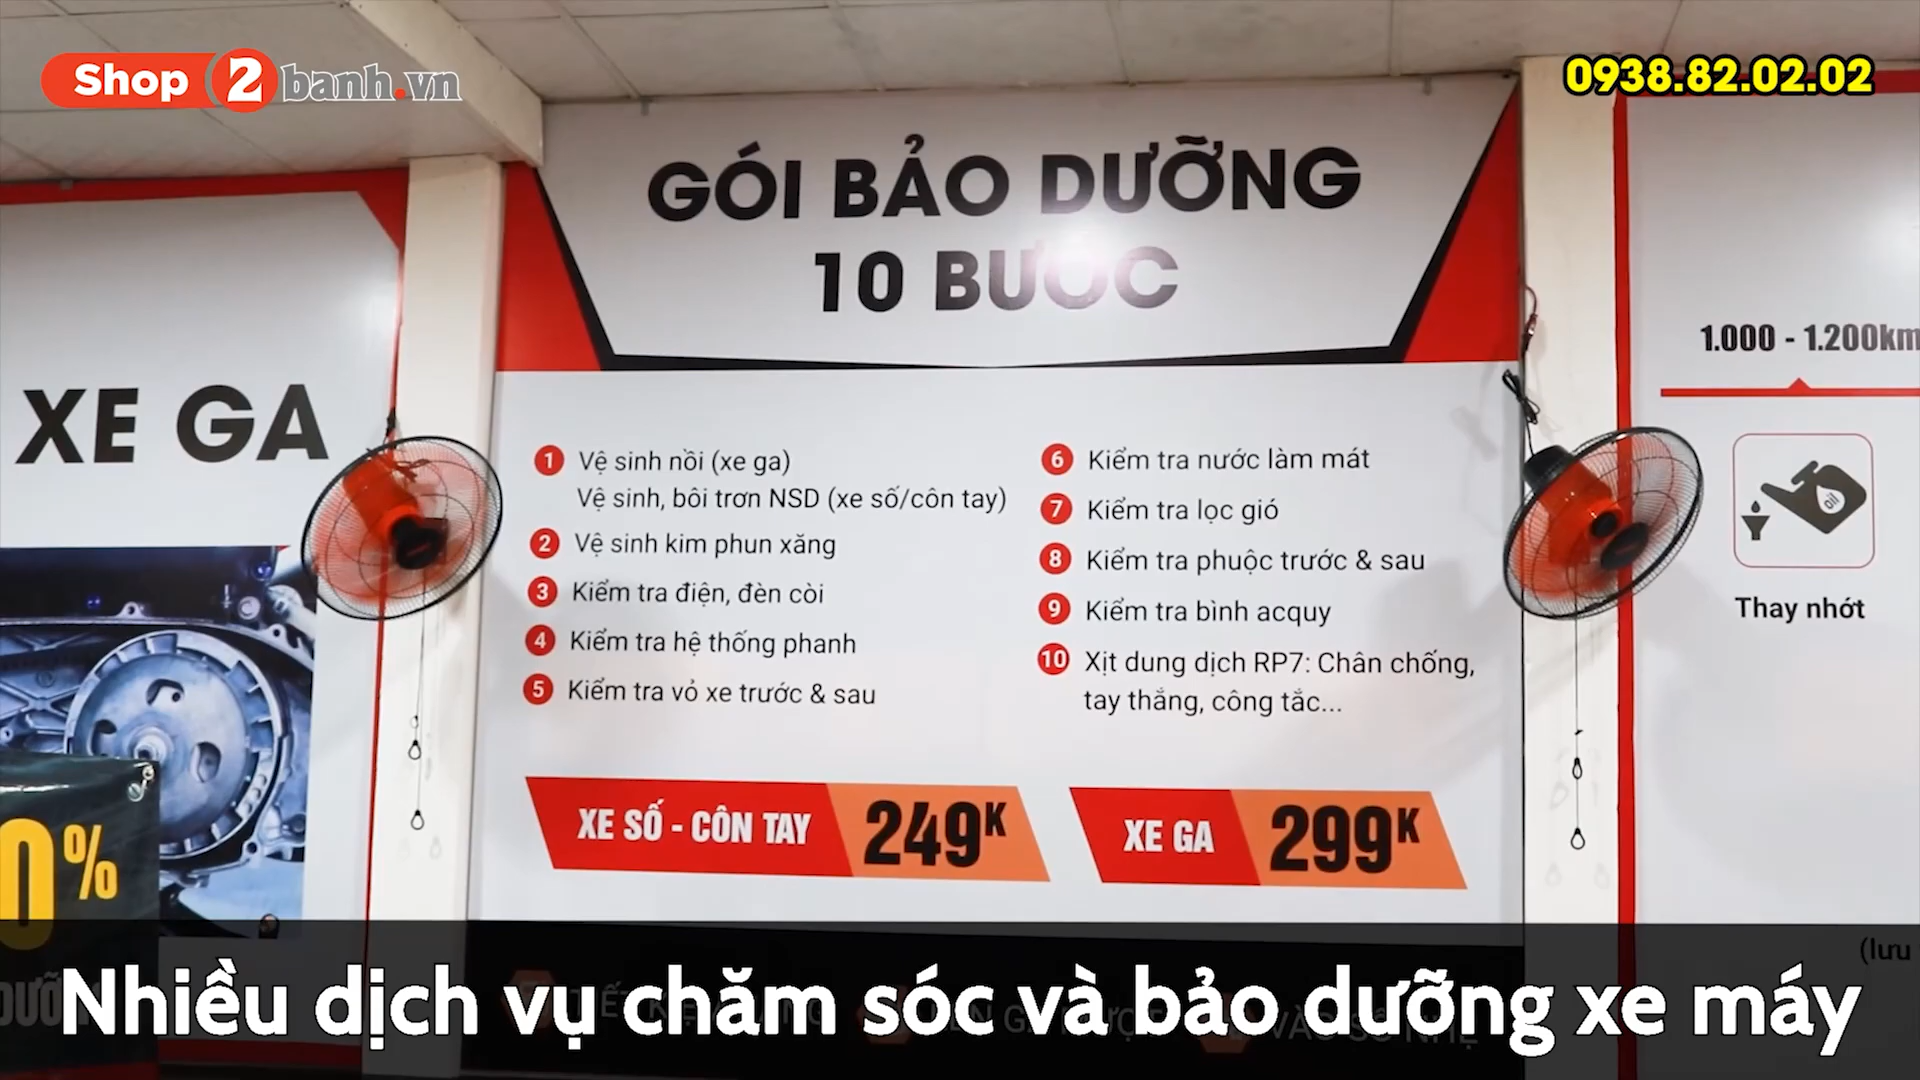 Shop 2banh.vn
0938.82.02.02
GÓI BẢO DƯỠNG
10 BƯỚC
XE GA
1 Vệ sinh nồi (xe ga)
Vệ sinh, bôi trơn NSD (xe số/côn tay)
2 Vệ sinh kim phun xăng
3 Kiểm tra điện, đèn còi
4 Kiểm tra hệ thống phanh
5 Kiểm tra vỏ xe trước & sau
6 Kiểm tra nước làm mát
7 Kiểm tra lọc gió
8 Kiểm tra phuộc trước & sau
9 Kiểm tra bình acquy
10 Xịt dung dịch RP7: Chân chống,
tay thắng, công tắc...
XE SỐ - CÔN TAY 249K
XE GA 299K
1.000 - 1.200km
oil
Thay nhớt
0%
(lưu
Nhiều dịch vụ chăm sóc và bảo dưỡng xe máy